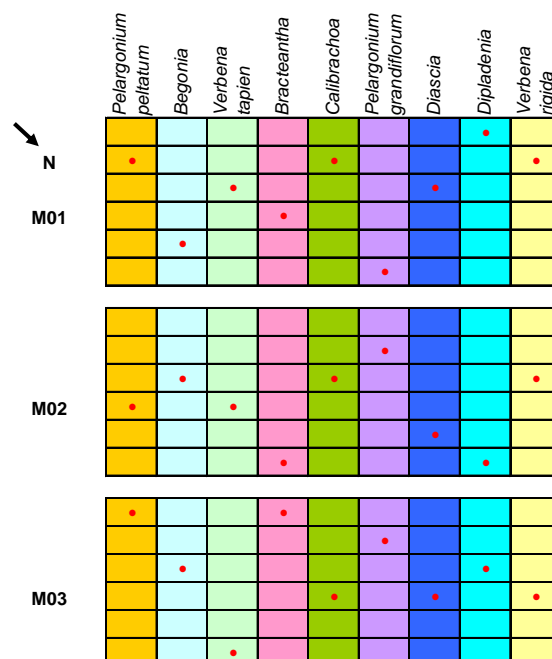 Pelargonium
peltatum
Begonia
Verbena
tapien
Bracteantha
Calibrachoa
Pelargonium
grandiflorum
Diascia
Dipladenia
Verbena
rigida
N
M01
M02
M03